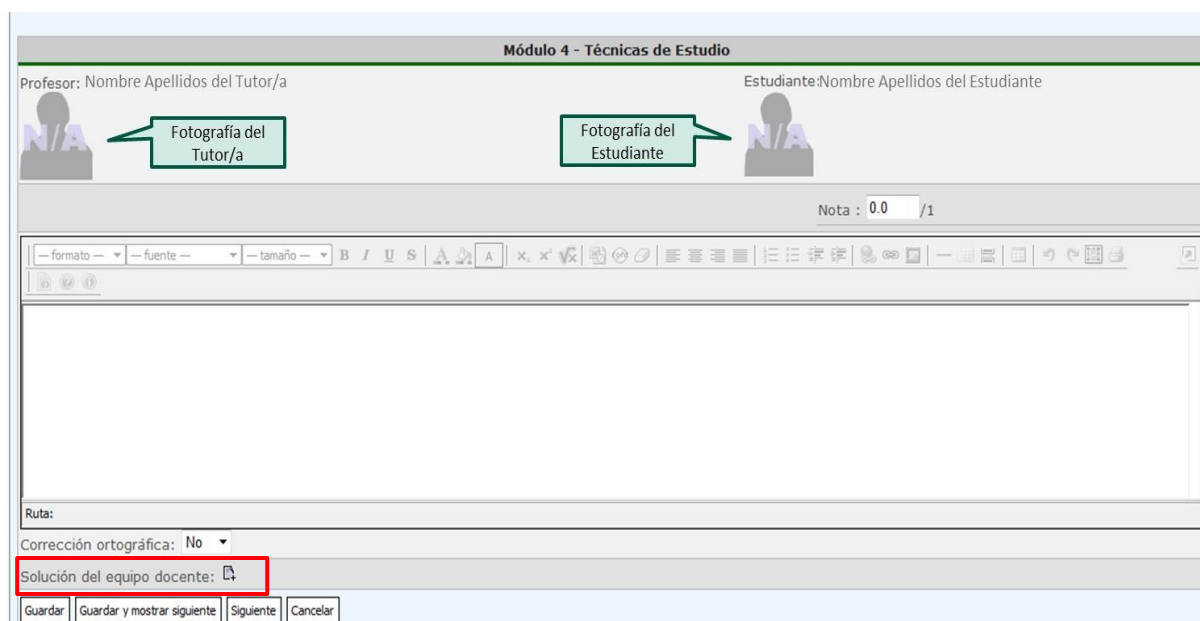 Módulo 4 - Técnicas de Estudio
Profesor: Nombre Apellidos del Tutor/a
Estudiante:Nombre Apellidos del Estudiante
N/A
Fotografía del
Tutor/a
Fotografía del
Estudiante
N/A
Nota : 0.0 /1
— formato — — fuente — — tamaño — B I U S A A x, x² √x
Ruta:
Corrección ortográfica: No
Solución del equipo docente:
Guardar Guardar y mostrar siguiente Siguiente Cancelar